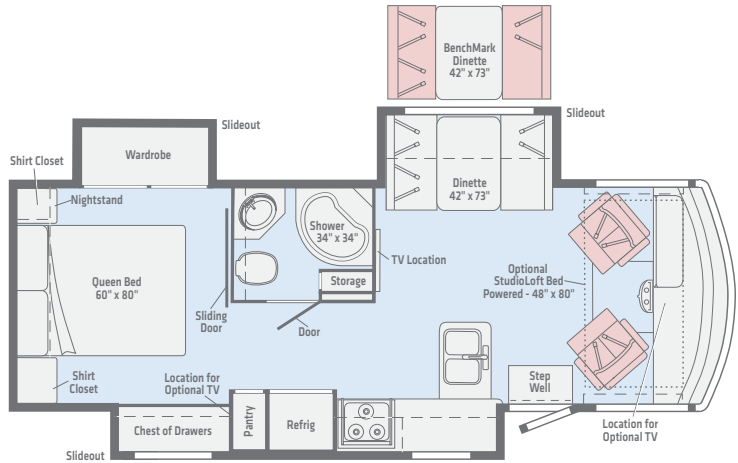 BenchMark
Dinette
42" x 73"
Slideout
Slideout
Wardrobe
Shirt Closet
Nightstand
Dinette
42" x 73"
Shower
34" x 34"
TV Location
Storage
Queen Bed
60" x 80"
Optional
StudioLoft Bed
Powered - 48" x 80"
Sliding
Door
Door
Shirt
Closet
Location for
Optional TV
Step
Well
Pantry
Refrig
Chest of Drawers
Location for
Optional TV
Slideout